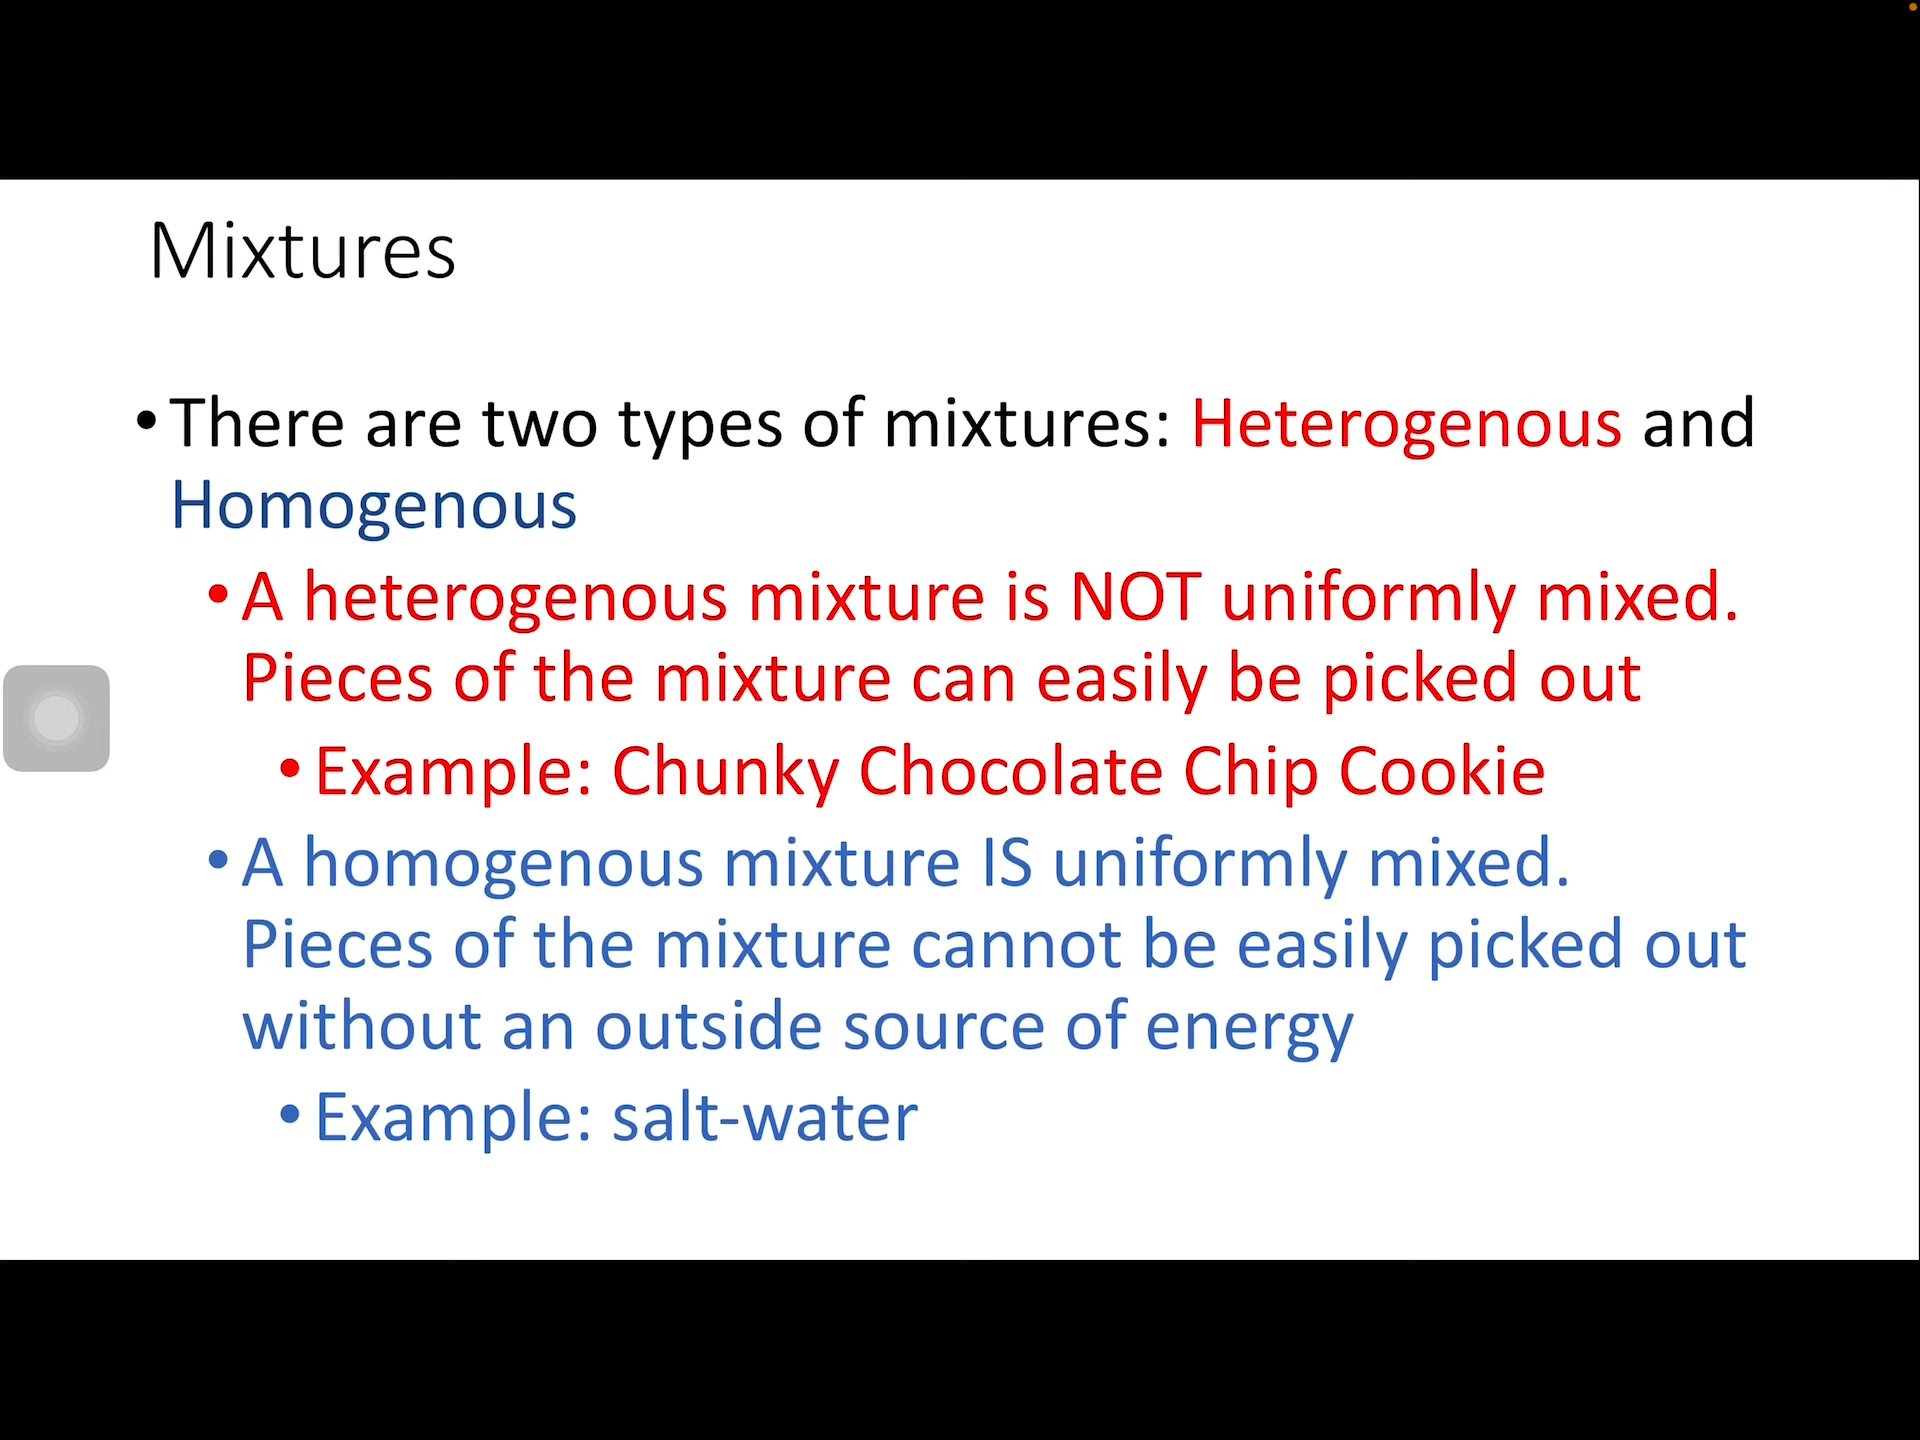 Mixtures
• There are two types of mixtures: Heterogenous and
Homogenous
• A heterogenous mixture is NOT uniformly mixed.
Pieces of the mixture can easily be picked out
• Example: Chunky Chocolate Chip Cookie
• A homogenous mixture IS uniformly mixed.
Pieces of the mixture cannot be easily picked out
without an outside source of energy
• Example: salt-water